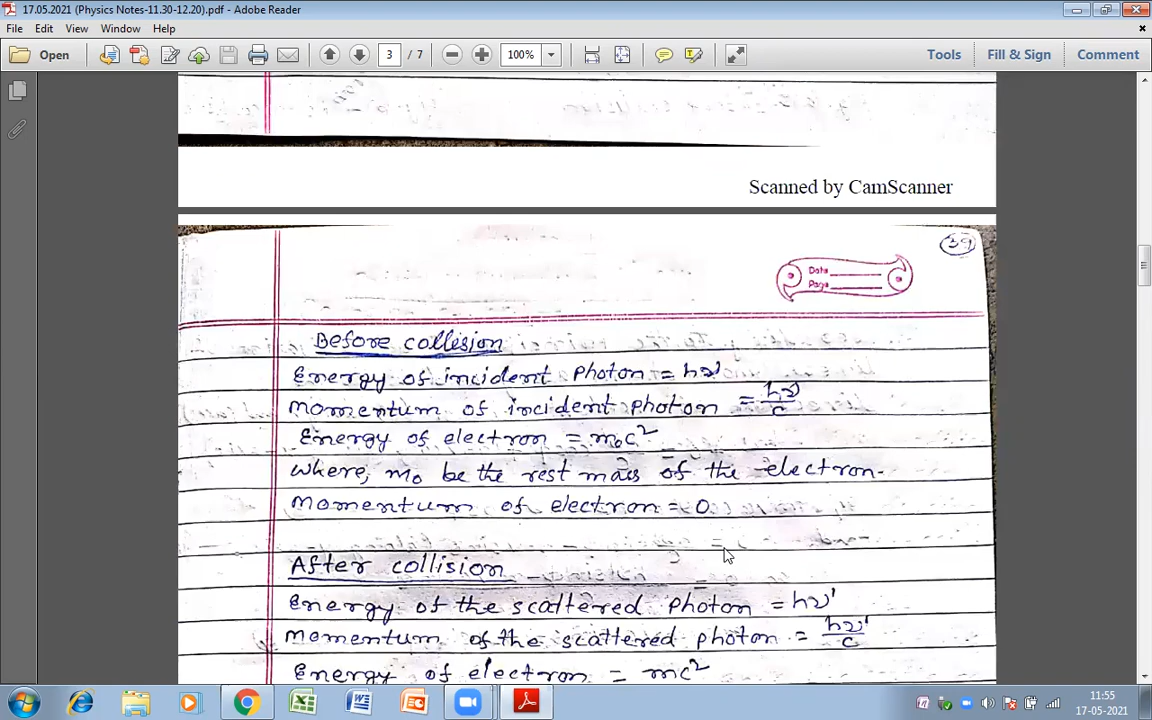 17.05.2021 (Physics Notes-11.30-12.20).pdf - Adobe Reader
File Edit View Window Help
Open 3 / 7 100% Tools Fill & Sign Comment
Scanned by CamScanner
39
Date
Page
Before collision
Energy of incident Photon = hν
Momentum of incident photon = hν/c
Energy of electron = m₀c²
where, m₀ be the rest mass of the electron.
Momentum of electron = 0
After collision
Energy of the scattered Photon = hν'
Momentum of the scattered photon = hν'/c
Energy of electron = mc²
11:55
17-05-2021